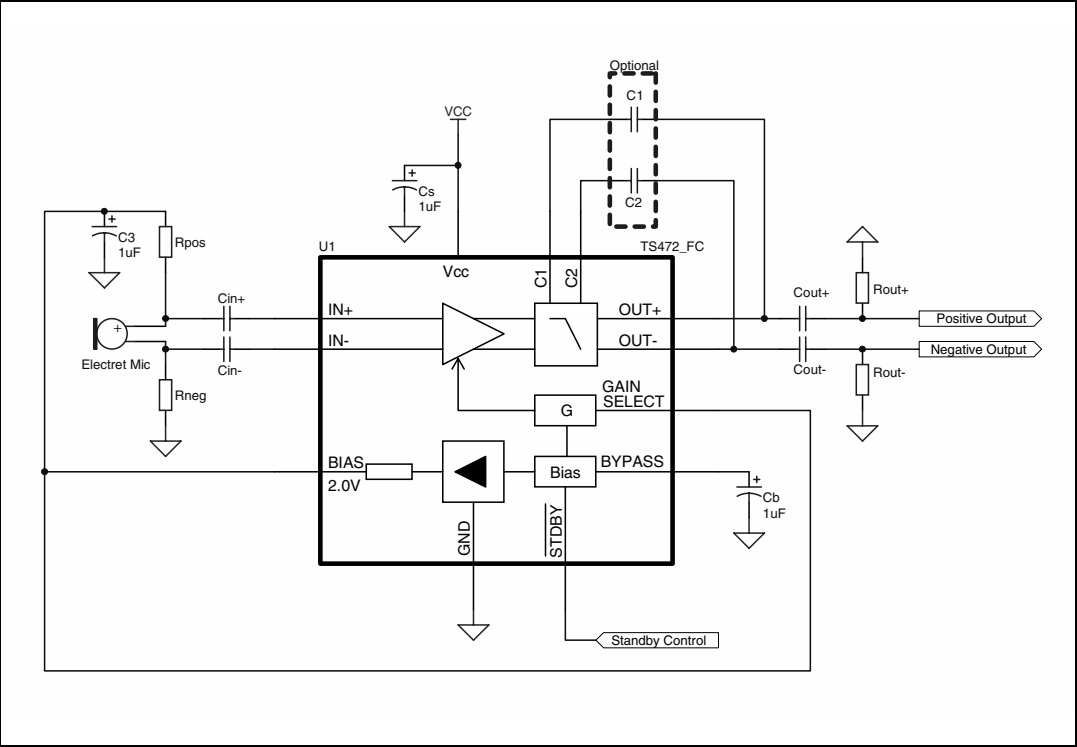 Optional
C1
VCC
+
Cs
1uF
C2
+
C3
1uF
Rpos
U1
TS472_FC
Vcc
C1
C2
Cin+
IN+
OUT+
Cout+
Rout+
Positive Output
+
Electret Mic
IN-
OUT-
Negative Output
Cin-
Cout-
Rout-
Rneg
GAIN
SELECT
G
BIAS
2.0V
Bias
BYPASS
+
Cb
1uF
GND
STDBY
Standby Control